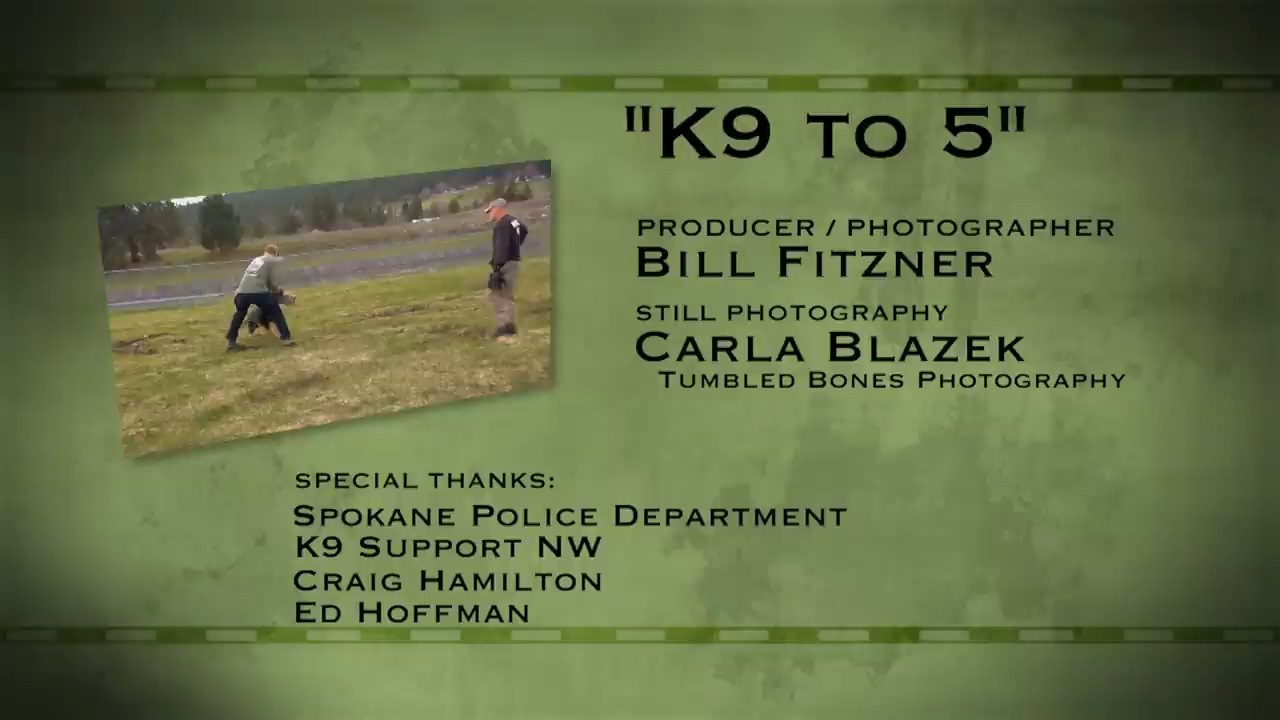 "K9 TO 5"
PRODUCER / PHOTOGRAPHER
BILL FITZNER
STILL PHOTOGRAPHY
CARLA BLAZEK
TUMBLED BONES PHOTOGRAPHY
SPECIAL THANKS:
SPOKANE POLICE DEPARTMENT
K9 SUPPORT NW
CRAIG HAMILTON
ED HOFFMAN